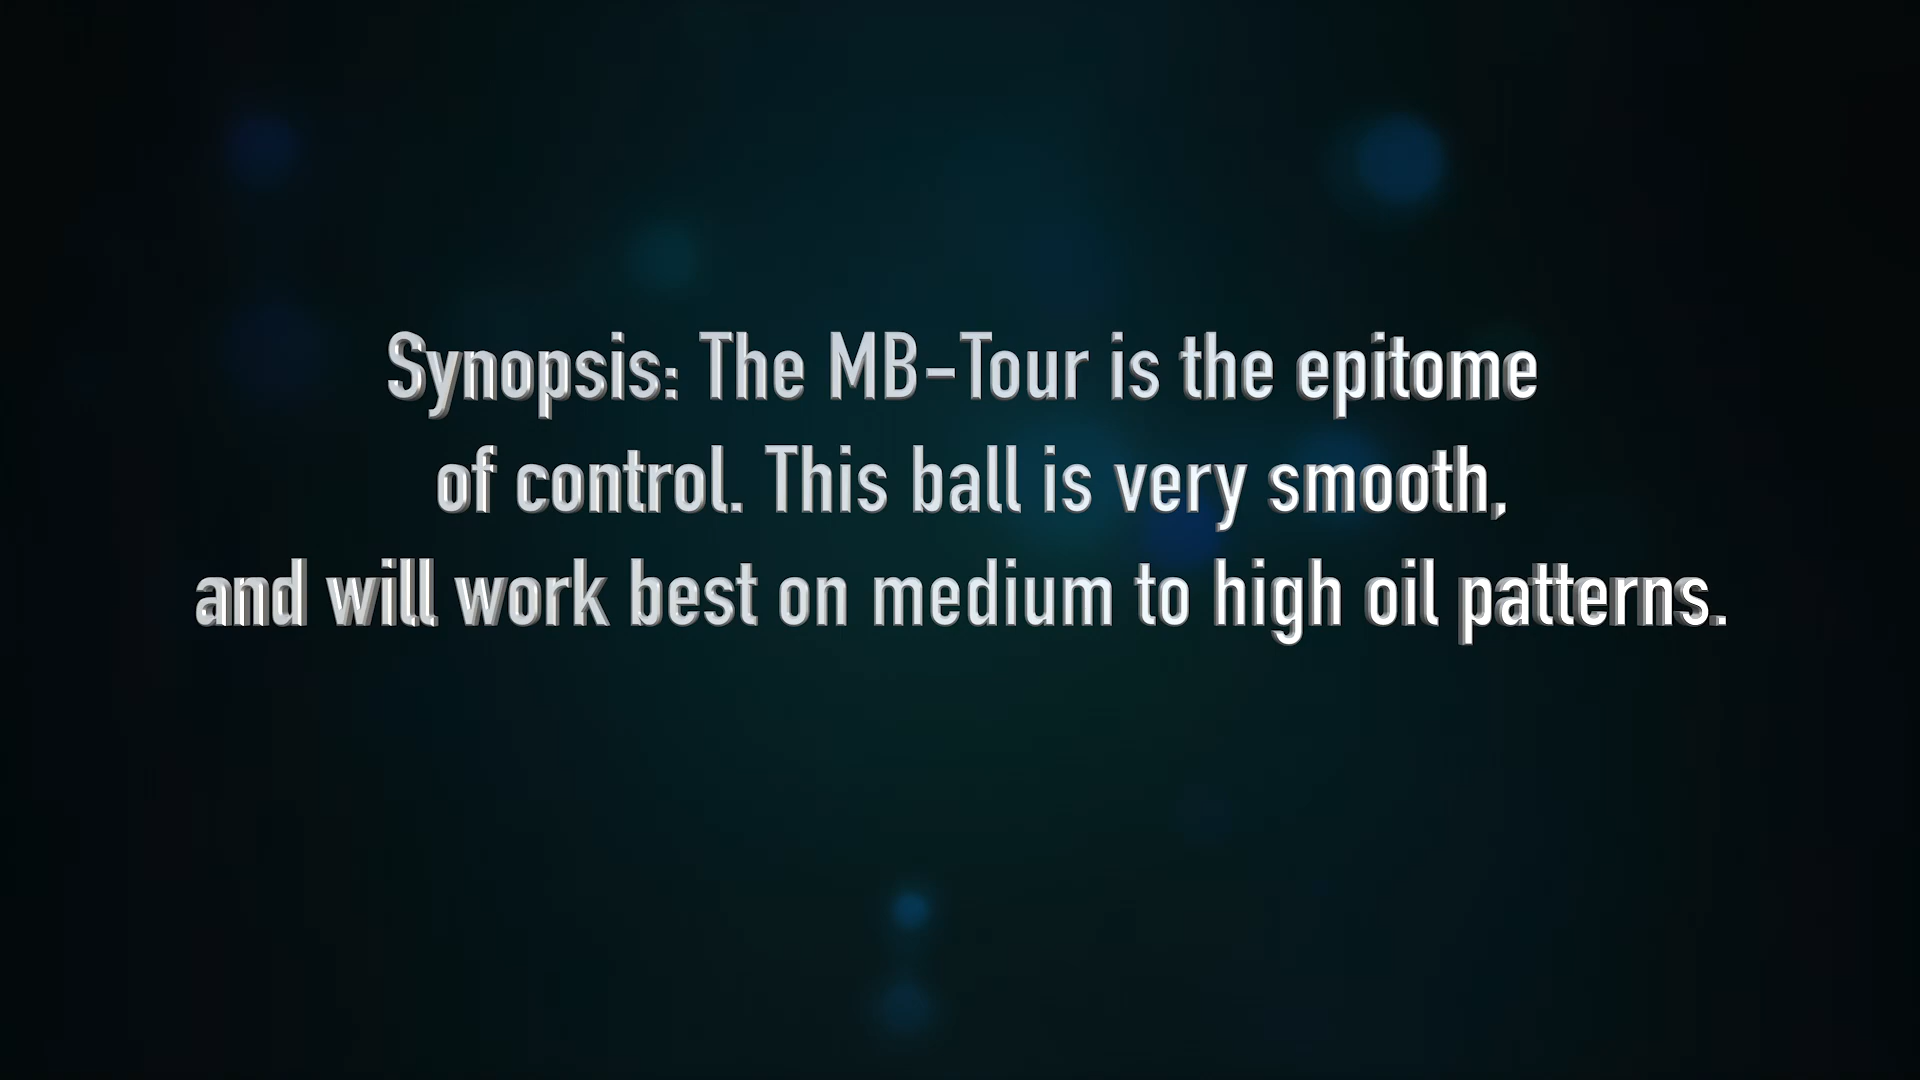 Synopsis: The MB-Tour is the epitome
of control. This ball is very smooth,
and will work best on medium to high oil patterns.